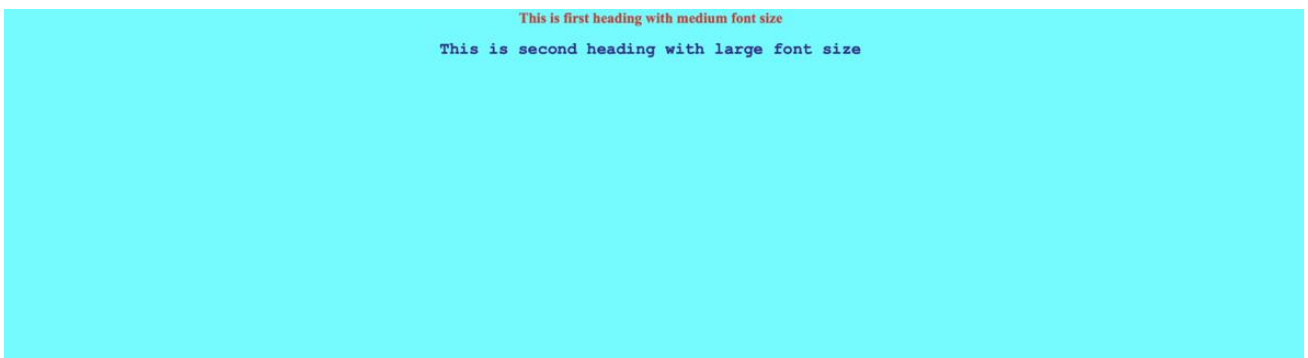 This is first heading with medium font size
This is second heading with large font size